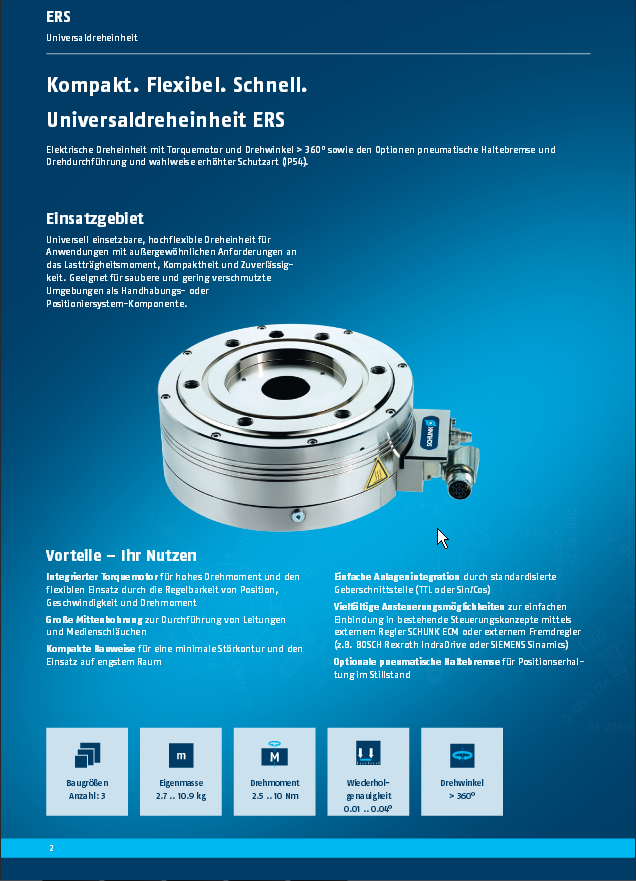 ERS
Universaldreheinheit
Kompakt. Flexibel. Schnell.
Universaldreheinheit ERS
Elektrische Dreheinheit mit Torquemotor und Drehwinkel > 360° sowie den Optionen pneumatische Haltebremse und
Drehdurchführung und wahlweise erhöhter Schutzart (IP54).
Einsatzgebiet
Universell einsetzbare, hochflexible Dreheinheit für
Anwendungen mit außergewöhnlichen Anforderungen an
das Lastträgheitsmoment, Kompaktheit und Zuverlässig-
keit. Geeignet für saubere und gering verschmutzte
Umgebungen als Handhabungs- oder
Positioniersystem-Komponente.
SCHUNK
Vorteile – Ihr Nutzen
Integrierter Torquemotor für hohes Drehmoment und den
flexiblen Einsatz durch die Regelbarkeit von Position,
Geschwindigkeit und Drehmoment
Große Mittenbohrung zur Durchführung von Leitungen
und Medienschläuchen
Kompakte Bauweise für eine minimale Störkontur und den
Einsatz auf engstem Raum
Einfache Anlagenintegration durch standardisierte
Geberschnittstelle (TTL oder Sin/Cos)
Vielfältige Ansteuerungsmöglichkeiten zur einfachen
Einbindung in bestehende Steuerungskonzepte mittels
externem Regler SCHUNK ECM oder externem Fremdregler
(z.B. BOSCH Rexroth IndraDrive oder SIEMENS Sinamics)
Optionale pneumatische Haltebremse für Positionserhal-
tung im Stillstand
Baugrößen
Anzahl: 3
m
Eigenmasse
2.7 .. 10.9 kg
M
Drehmoment
2.5 .. 10 Nm
Wiederhol-
genauigkeit
0.01 .. 0.04°
Drehwinkel
> 360°
2